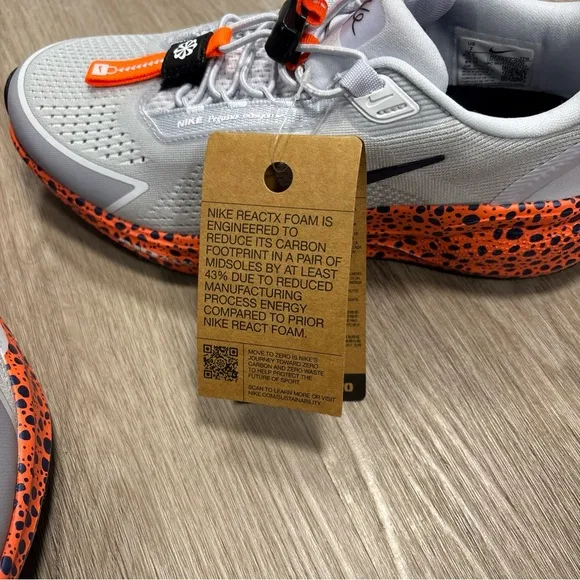 NIKE Pegasus
NIKE REACTX FOAM IS
ENGINEERED TO
REDUCE ITS CARBON
FOOTPRINT IN A PAIR OF
MIDSOLES BY AT LEAST
43% DUE TO REDUCED
MANUFACTURING
PROCESS ENERGY
COMPARED TO PRIOR
NIKE REACT FOAM.
MOVE TO ZERO IS NIKE'S
JOURNEY TOWARD ZERO
CARBON AND ZERO WASTE
TO HELP PROTECT THE
FUTURE OF SPORT.
SCAN TO LEARN MORE OR VISIT
NIKE.COM/SUSTAINABILITY.